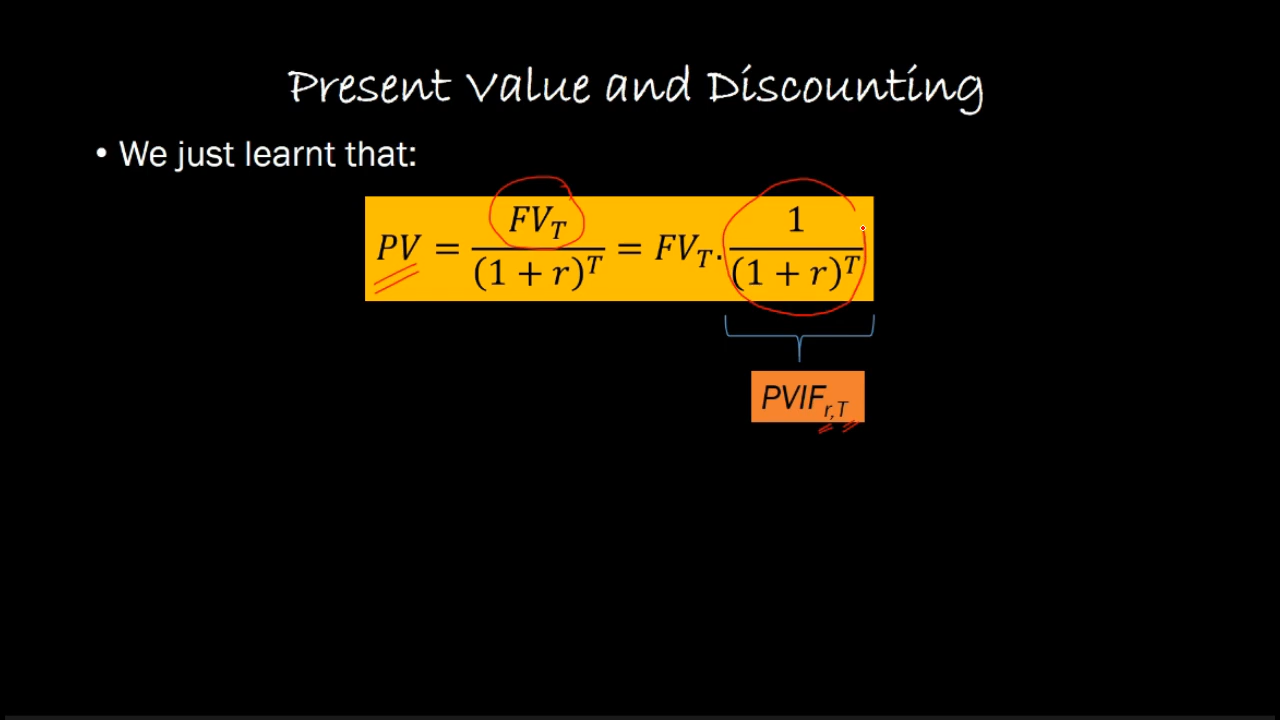 Present Value and Discounting
• We just learnt that:
PV = FV_T / (1 + r)^T = FV_T . 1 / (1 + r)^T
PVIF_r,T